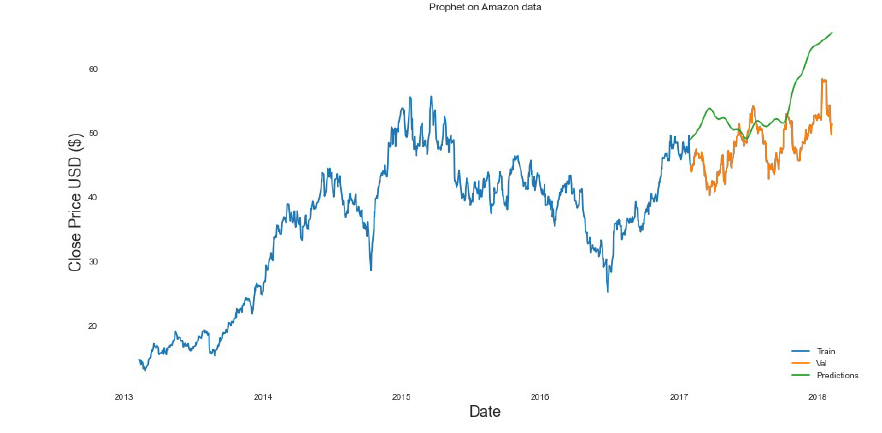 Prophet on Amazon data
Close Price USD ($)
60
50
40
30
20
2013
2014
2015
2016
2017
2018
Date
Train
Val
Predictions